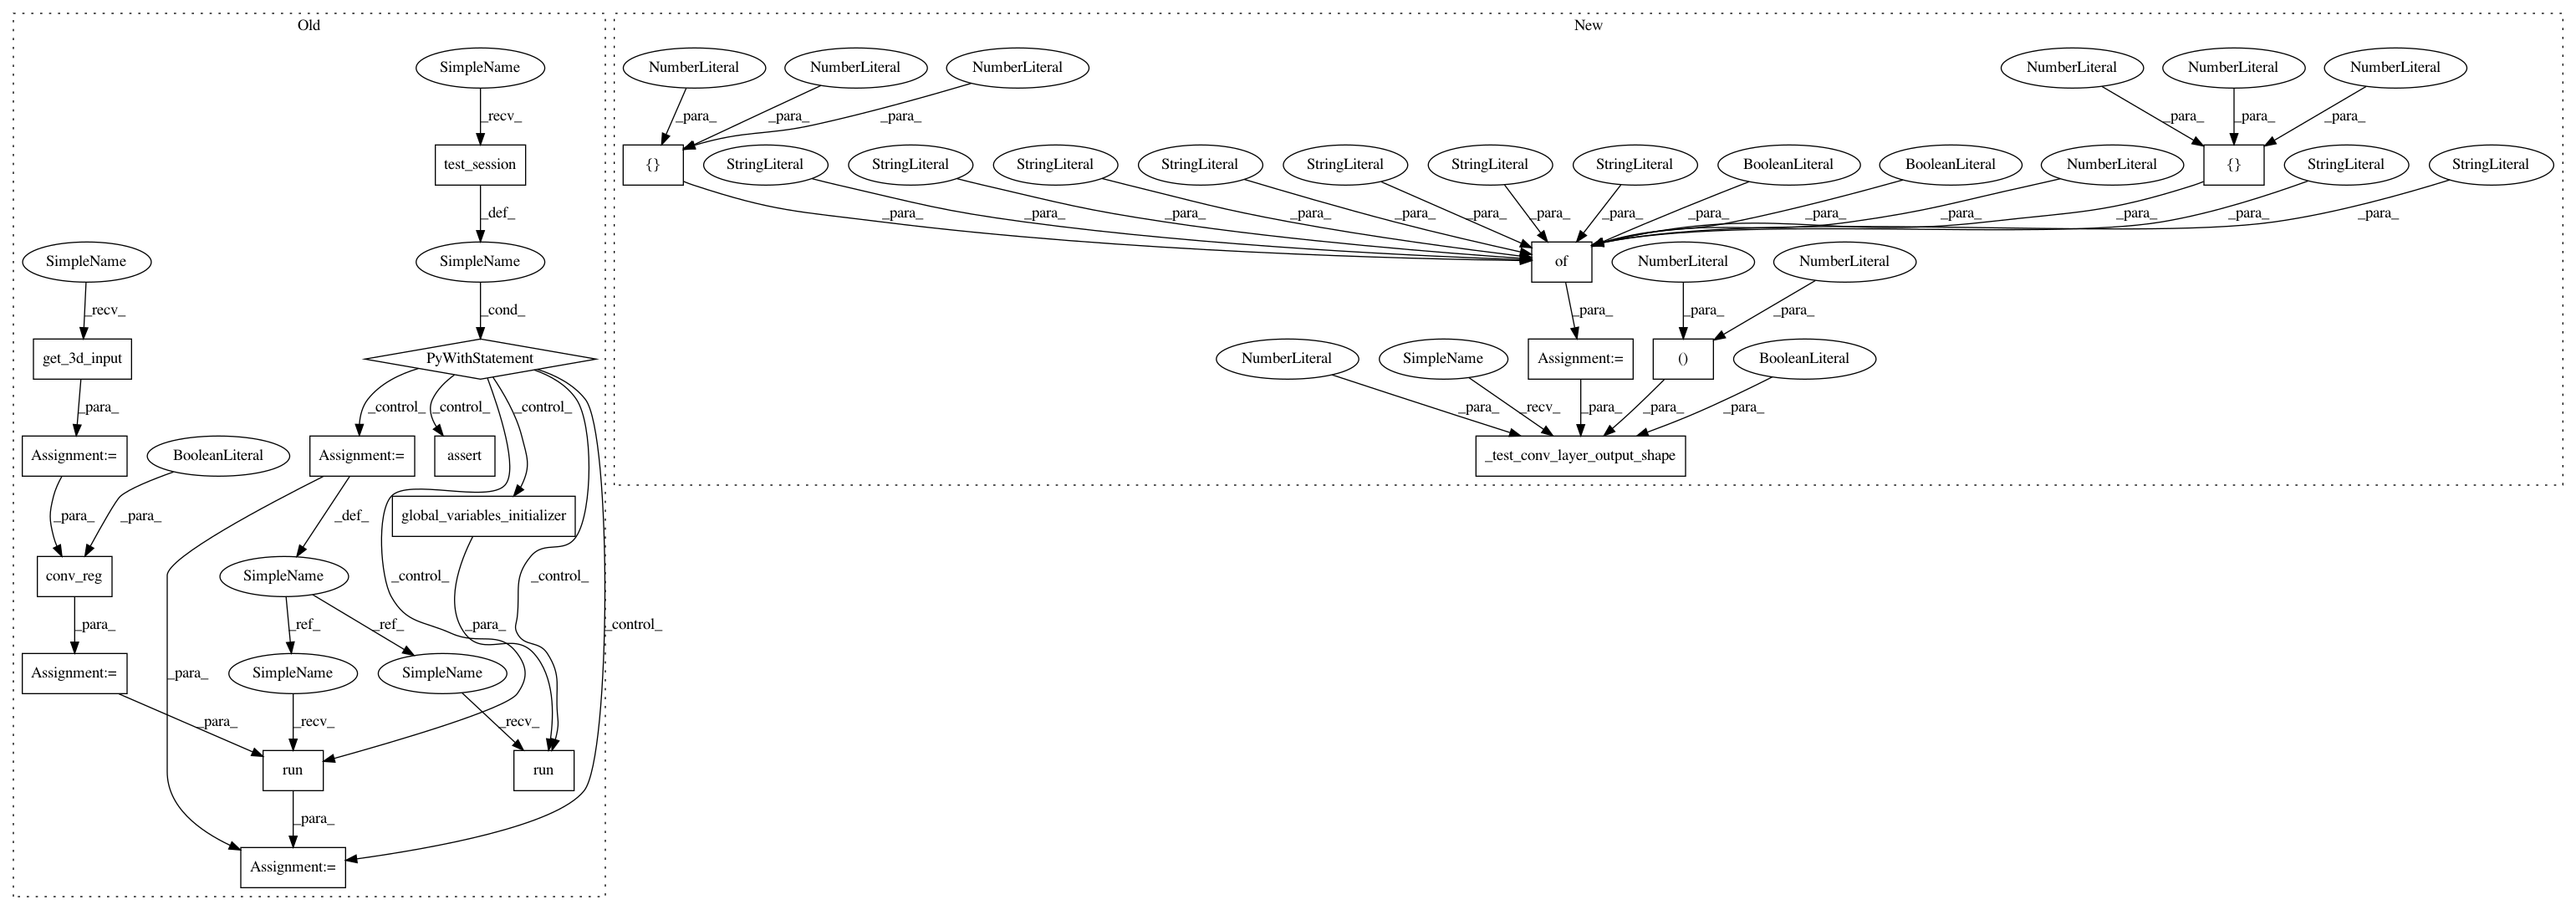 Old
New
SimpleName
NumberLiteral
NumberLiteral
NumberLiteral
NumberLiteral
NumberLiteral
NumberLiteral
_recv_
_para_
_para_
_para_
_para_
_para_
_para_
test_session
{}
StringLiteral
StringLiteral
StringLiteral
StringLiteral
StringLiteral
StringLiteral
StringLiteral
BooleanLiteral
BooleanLiteral
NumberLiteral
{}
StringLiteral
StringLiteral
_def_
_para_
_para_
_para_
_para_
_para_
_para_
_para_
_para_
_para_
_para_
_para_
_para_
_para_
SimpleName
SimpleName
of
NumberLiteral
NumberLiteral
_recv_
_cond_
_para_
_para_
_para_
get_3d_input
PyWithStatement
NumberLiteral
SimpleName
Assignment:=
()
BooleanLiteral
_para_
_control_
_control_
_control_
_para_
_recv_
_para_
_para_
_para_
Assignment:=
BooleanLiteral
Assignment:=
assert
_test_conv_layer_output_shape
_para_
_para_
_def_
global_variables_initializer
conv_reg
SimpleName
_control_
_control_
_para_
_ref_
_ref_
_para_
_control_
Assignment:=
_para_
SimpleName
SimpleName
_para_
_recv_
_recv_
run
run
_para_
Assignment:=